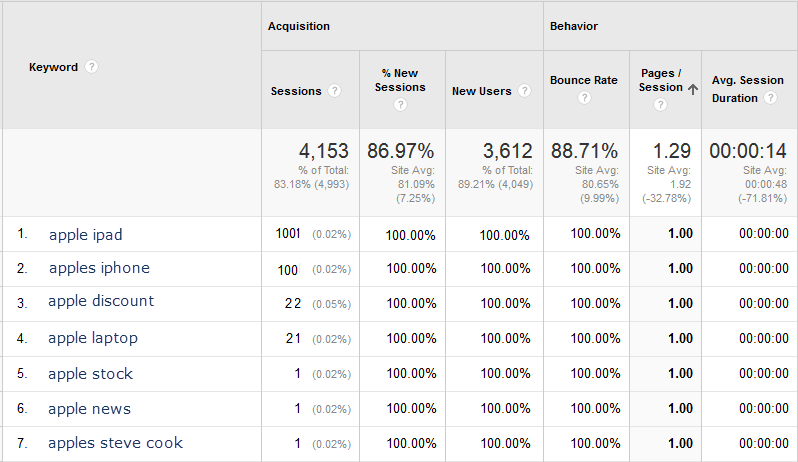 Acquisition Behavior
Keyword ? Sessions ? % New Sessions ? New Users ? Bounce Rate ? Pages / Session ? Avg. Session Duration ?
4,153 86.97% 3,612 88.71% 1.29 00:00:14
% of Total: Site Avg: % of Total: Site Avg: Site Avg: Site Avg:
83.18% (4,993) 81.09% 89.21% (4,049) 80.65% 1.92 00:00:48
(7.25%) (9.99%) (-32.78%) (-71.81%)
1. apple ipad 1001 (0.02%) 100.00% 100.00% 100.00% 1.00 00:00:00
2. apples iphone 100 (0.02%) 100.00% 100.00% 100.00% 1.00 00:00:00
3. apple discount 22 (0.05%) 100.00% 100.00% 100.00% 1.00 00:00:00
4. apple laptop 21 (0.02%) 100.00% 100.00% 100.00% 1.00 00:00:00
5. apple stock 1 (0.02%) 100.00% 100.00% 100.00% 1.00 00:00:00
6. apple news 1 (0.02%) 100.00% 100.00% 100.00% 1.00 00:00:00
7. apples steve cook 1 (0.02%) 100.00% 100.00% 100.00% 1.00 00:00:00